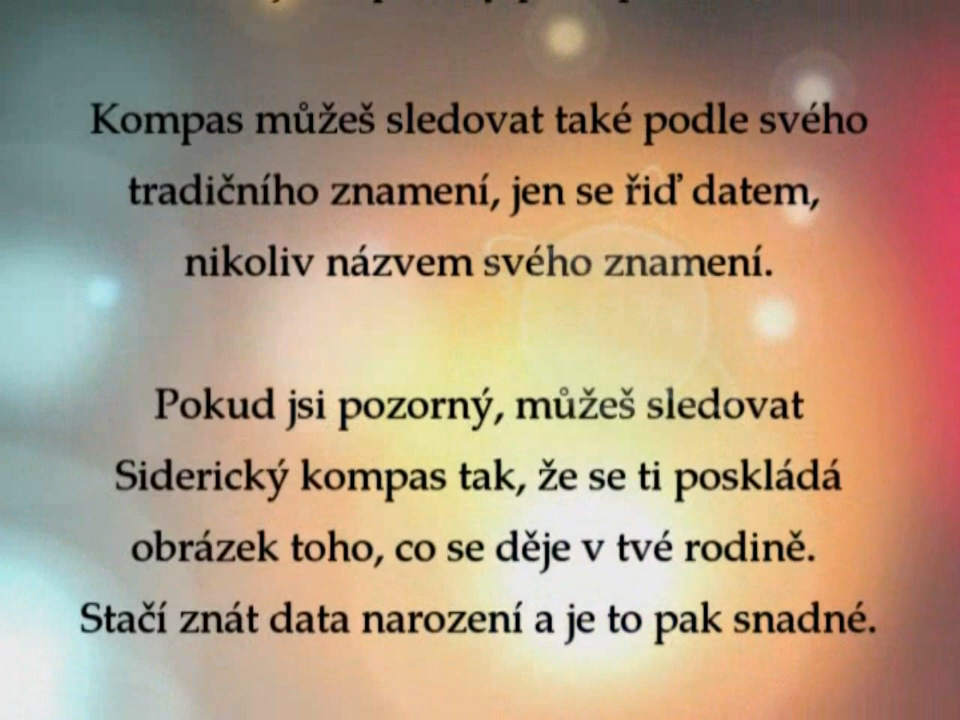 Kompas můžeš sledovat také podle svého
tradičního znamení, jen se řiď datem,
nikoliv názvem svého znamení.
Pokud jsi pozorný, můžeš sledovat
Siderický kompas tak, že se ti poskládá
obrázek toho, co se děje v tvé rodině.
Stačí znát data narození a je to pak snadné.